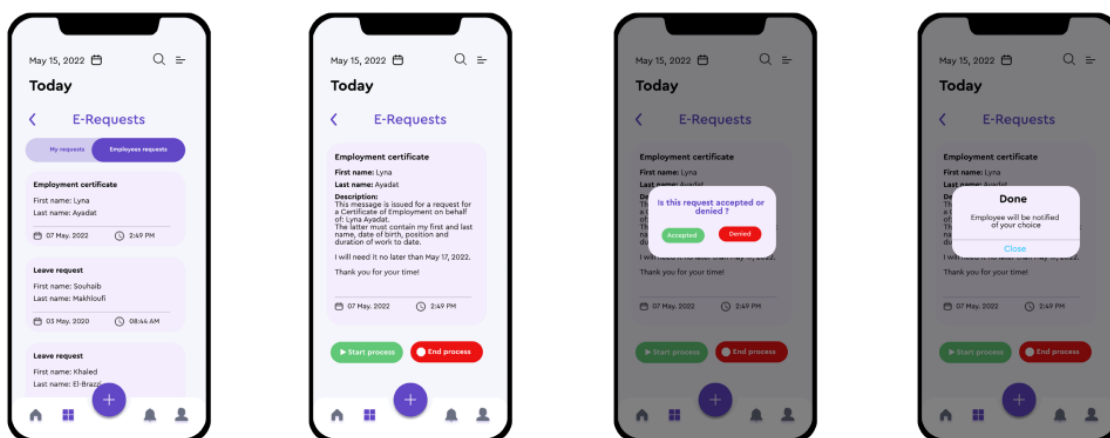 May 15, 2022
Today
E-Requests
My requests Employees requests
Employment certificate
First name: Lyna
Last name: Ayadat
07 May. 2022 2:49 PM
Leave request
First name: Souhaib
Last name: Makhloufi
03 May. 2020 08:44 AM
Leave request
First name: Khaled
Last name: El-Brazzi
May 15, 2022
Today
E-Requests
Employment certificate
First name: Lyna
Last name: Ayadat
Description:
This message is issued for a request for
a Certificate of Employment on behalf
of: Lyna Ayadat.
The latter must contain my first and last
name, date of birth, position and
duration of work to date.
I will need it no later than May 17, 2022.
Thank you for your time!
07 May. 2022 2:49 PM
Start process End process
May 15, 2022
Today
E-Requests
Employment certificate
First name: Lyna
Is this request accepted or
denied ?
Accepted Denied
Thank you for your time!
07 May. 2022 2:49 PM
Start process End process
May 15, 2022
Today
E-Requests
Employment certificate
First name: Lyna
Done
Employee will be notified
of your choice
Close
Thank you for your time!
07 May. 2022 2:49 PM
Start process End process